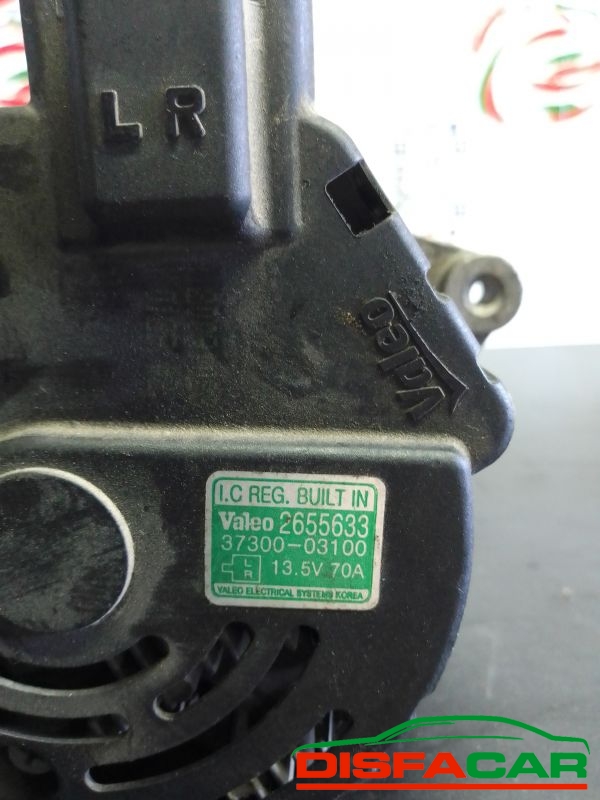 L R
Valeo
I.C REG. BUILT IN
Valeo 2655633
37300-03100
L
R
13.5V 70A
VALEO ELECTRICAL SYSTEMS KOREA
DISFACAR